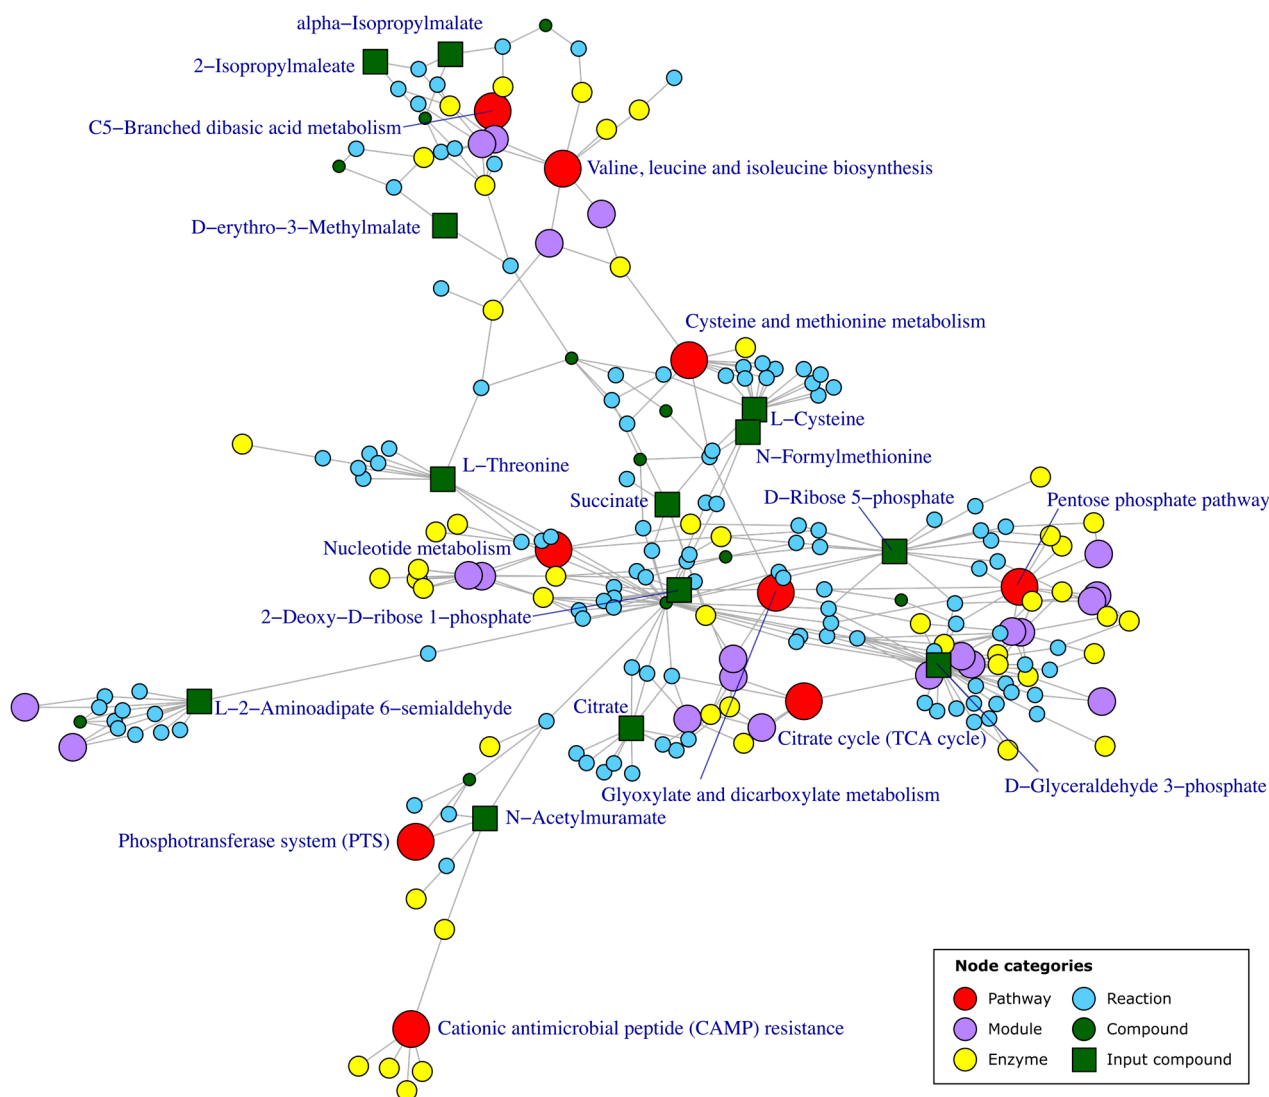 alpha−Isopropylmalate
2−Isopropylmaleate
C5−Branched dibasic acid metabolism
Valine, leucine and isoleucine biosynthesis
D−erythro−3−Methylmalate
Cysteine and methionine metabolism
L−Cysteine
N−Formylmethionine
L−Threonine
Succinate
D−Ribose 5−phosphate
Pentose phosphate pathway
Nucleotide metabolism
2−Deoxy−D−ribose 1−phosphate
L−2−Aminoadipate 6−semialdehyde
Citrate
Citrate cycle (TCA cycle)
D−Glyceraldehyde 3−phosphate
Glyoxylate and dicarboxylate metabolism
N−Acetylmuramate
Phosphotransferase system (PTS)
Cationic antimicrobial peptide (CAMP) resistance
Node categories
Pathway
Reaction
Module
Compound
Enzyme
Input compound